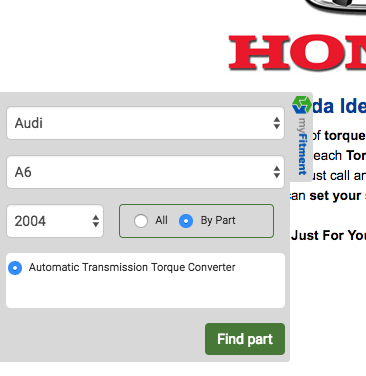 HON
Audi
da Ide
myFitment
of torque
A6
each Tor
ust call an
an set your s
2004
All
By Part
Just For You
Automatic Transmission Torque Converter
Find part